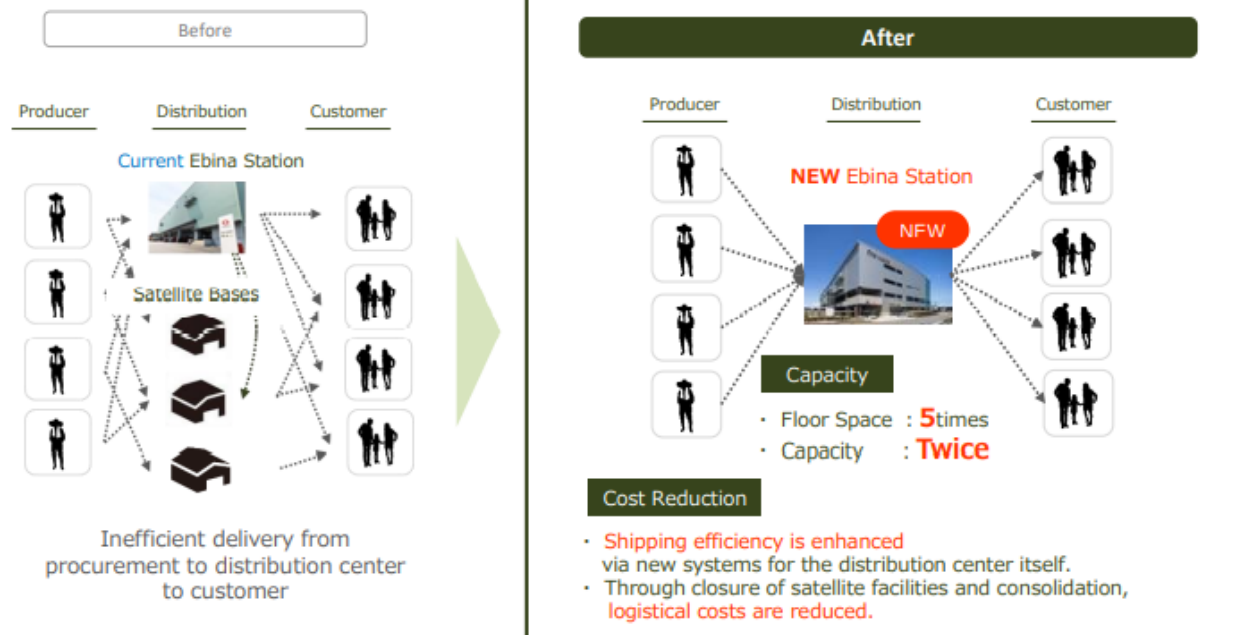 Before
Producer
Distribution
Customer
Current Ebina Station
Satellite Bases
Inefficient delivery from
procurement to distribution center
to customer
After
Producer
Distribution
Customer
NEW Ebina Station
NEW
Capacity
・ Floor Space : 5times
・ Capacity : Twice
Cost Reduction
・ Shipping efficiency is enhanced
via new systems for the distribution center itself.
・ Through closure of satellite facilities and consolidation,
logistical costs are reduced.